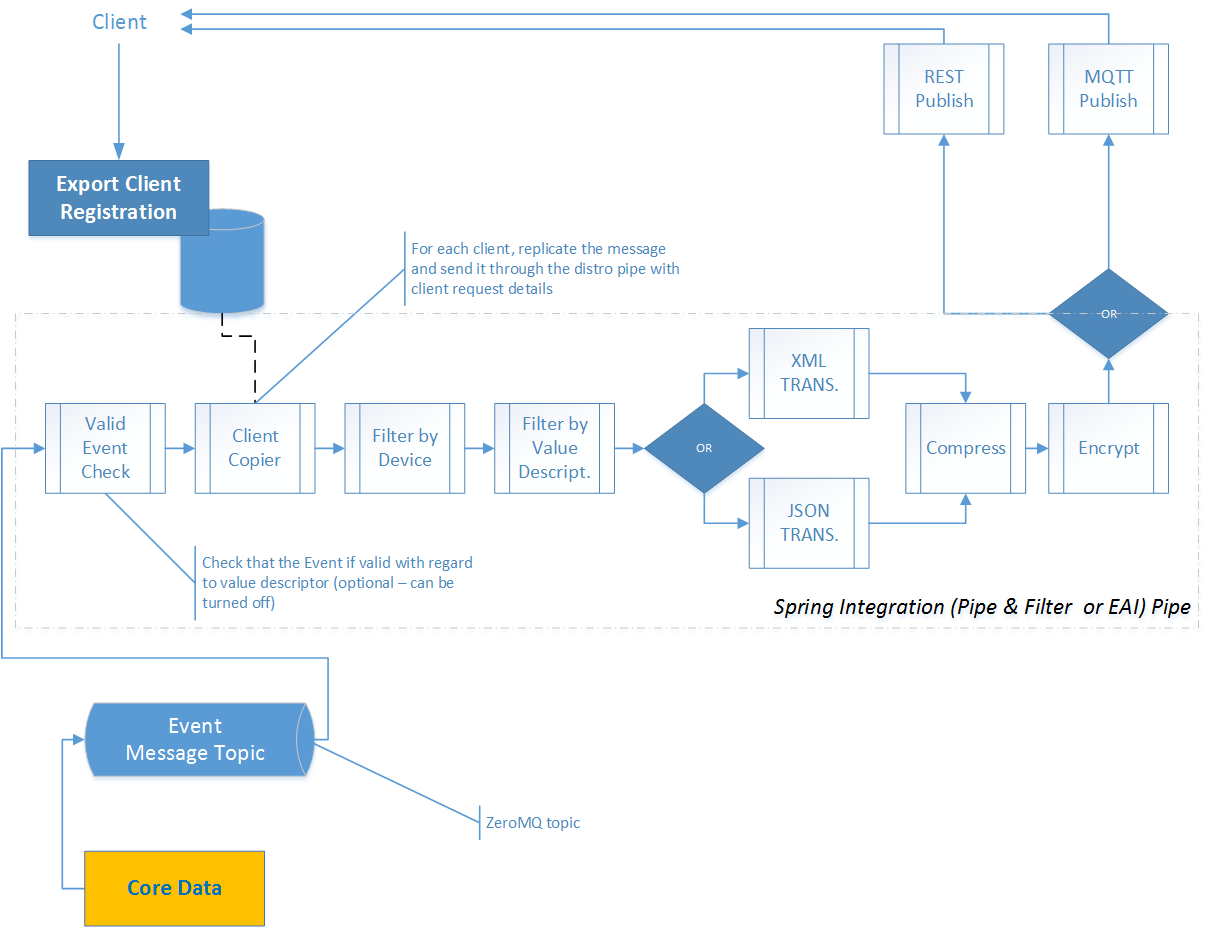 Client
REST
Publish
MQTT
Publish
Export Client
Registration
For each client, replicate the message
and send it through the distro pipe with
client request details
OR
XML
TRANS.
Valid
Event
Check
Client
Copier
Filter by
Device
Filter by
Value
Descript.
OR
Compress
Encrypt
JSON
TRANS.
Check that the Event if valid with regard
to value descriptor (optional – can be
turned off)
Spring Integration (Pipe & Filter or EAI) Pipe
Event
Message Topic
ZeroMQ topic
Core Data